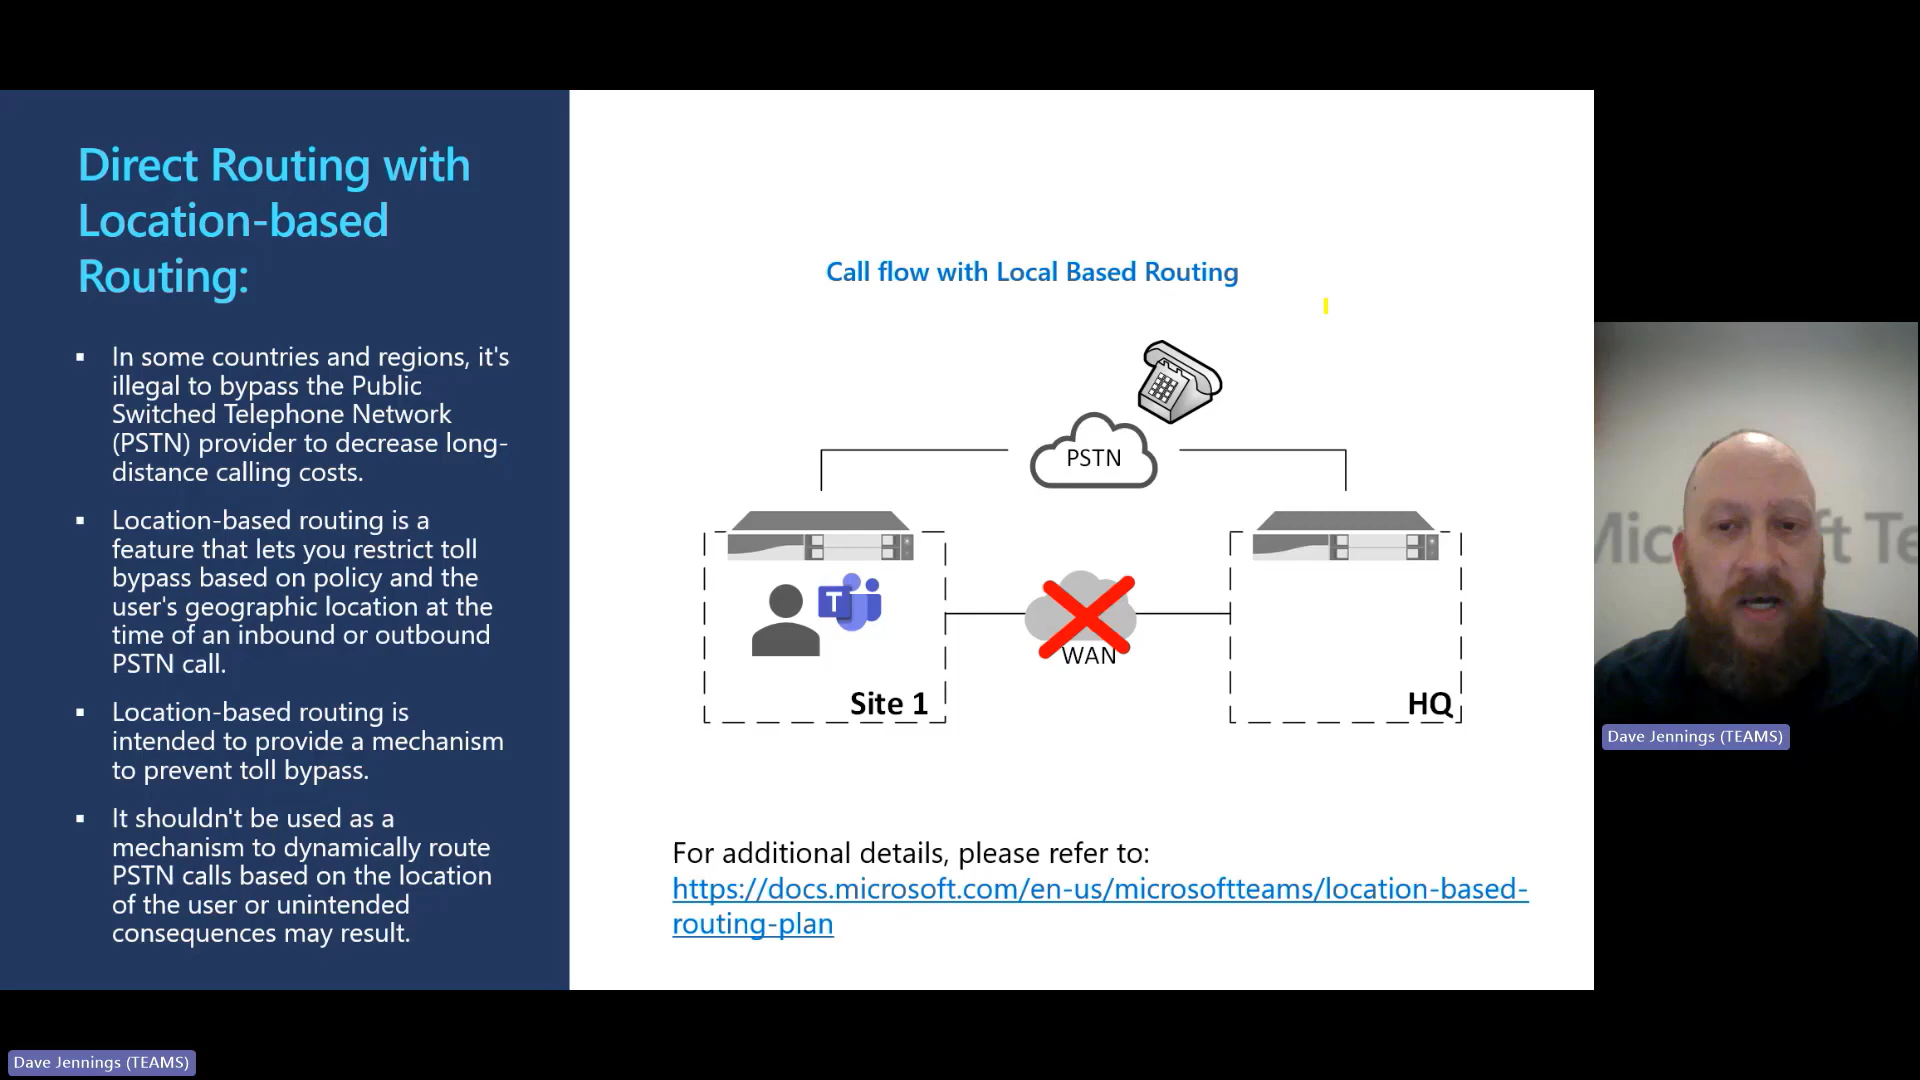 Direct Routing with
Location-based
Routing:
▪ In some countries and regions, it's
illegal to bypass the Public
Switched Telephone Network
(PSTN) provider to decrease long-
distance calling costs.
▪ Location-based routing is a
feature that lets you restrict toll
bypass based on policy and the
user's geographic location at the
time of an inbound or outbound
PSTN call.
▪ Location-based routing is
intended to provide a mechanism
to prevent toll bypass.
▪ It shouldn't be used as a
mechanism to dynamically route
PSTN calls based on the location
of the user or unintended
consequences may result.
Call flow with Local Based Routing
PSTN
T
WAN
Site 1
HQ
For additional details, please refer to:
https://docs.microsoft.com/en-us/microsoftteams/location-based-
routing-plan
Mic soft Te
Dave Jennings (TEAMS)
Dave Jennings (TEAMS)